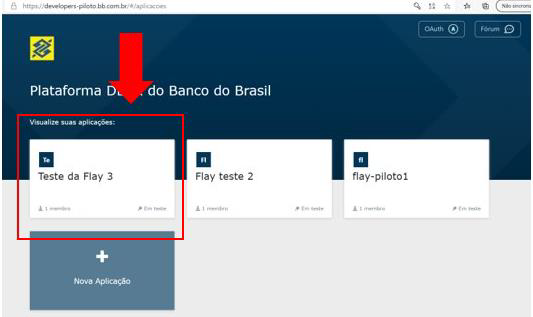 https://developers-piloto.bb.com.br/#/aplicacoes
Não sincroni
OAuth
Fórum
Plataforma do Banco do Brasil
Visualize suas aplicações:
Te
Teste da Flay 3
1 membro
Em teste
Fl
Flay teste 2
1 membro
Em teste
fl
flay-piloto1
1 membro
Em teste
+
Nova Aplicação